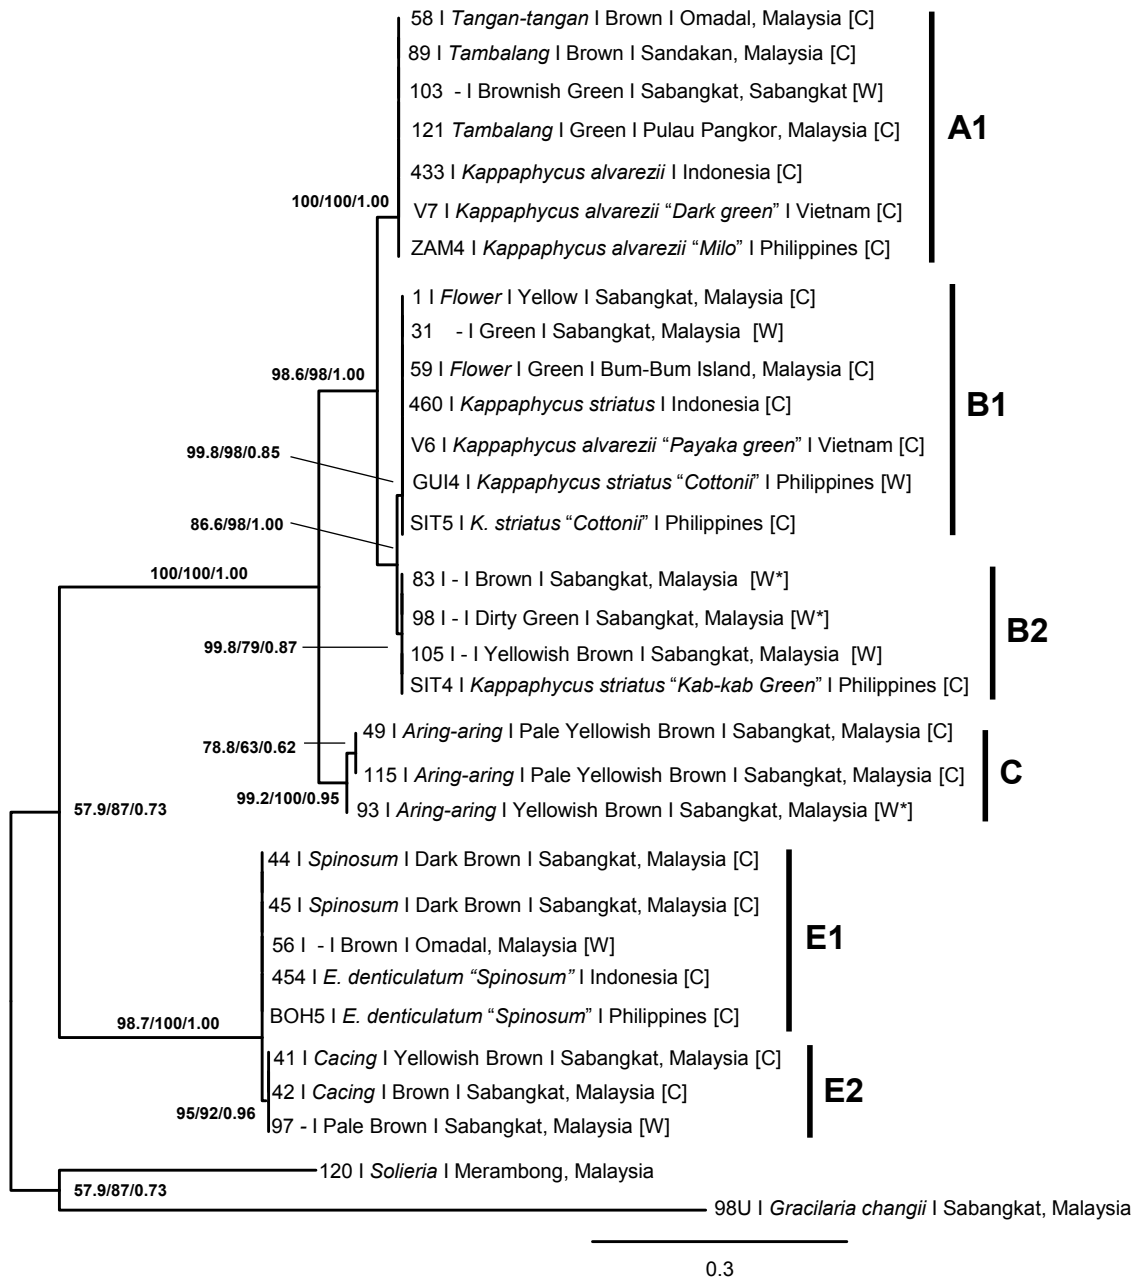 58 I Tangan-tangan I Brown I Omadal, Malaysia [C]
89 I Tambalang I Brown I Sandakan, Malaysia [C]
103 - I Brownish Green I Sabangkat, Sabangkat [W]
121 Tambalang I Green I Pulau Pangkor, Malaysia [C]
A1
433 I Kappaphycus alvarezii I Indonesia [C]
100/100/1.00
V7 I Kappaphycus alvarezii “Dark green” I Vietnam [C]
ZAM4 I Kappaphycus alvarezii “Milo” I Philippines [C]
1 I Flower I Yellow I Sabangkat, Malaysia [C]
31 - I Green I Sabangkat, Malaysia [W]
59 I Flower I Green I Bum-Bum Island, Malaysia [C]
98.6/98/1.00
460 I Kappaphycus striatus I Indonesia [C]
B1
V6 I Kappaphycus alvarezii “Payaka green” I Vietnam [C]
99.8/98/0.85
GUI4 I Kappaphycus striatus “Cottonii” I Philippines [W]
86.6/98/1.00
SIT5 I K. striatus “Cottonii” I Philippines [C]
100/100/1.00
83 I - I Brown I Sabangkat, Malaysia [W*]
98 I - I Dirty Green I Sabangkat, Malaysia [W*]
B2
99.8/79/0.87
105 I - I Yellowish Brown I Sabangkat, Malaysia [W]
SIT4 I Kappaphycus striatus “Kab-kab Green” I Philippines [C]
49 I Aring-aring I Pale Yellowish Brown I Sabangkat, Malaysia [C]
78.8/63/0.62
115 I Aring-aring I Pale Yellowish Brown I Sabangkat, Malaysia [C]
C
99.2/100/0.95
93 I Aring-aring I Yellowish Brown I Sabangkat, Malaysia [W*]
57.9/87/0.73
44 I Spinosum I Dark Brown I Sabangkat, Malaysia [C]
45 I Spinosum I Dark Brown I Sabangkat, Malaysia [C]
E1
56 I - I Brown I Omadal, Malaysia [W]
454 I E. denticulatum “Spinosum” I Indonesia [C]
98.7/100/1.00
BOH5 I E. denticulatum “Spinosum” I Philippines [C]
41 I Cacing I Yellowish Brown I Sabangkat, Malaysia [C]
42 I Cacing I Brown I Sabangkat, Malaysia [C]
E2
95/92/0.96
97 - I Pale Brown I Sabangkat, Malaysia [W]
120 I Solieria I Merambong, Malaysia
57.9/87/0.73
98U I Gracilaria changii I Sabangkat, Malaysia
0.3